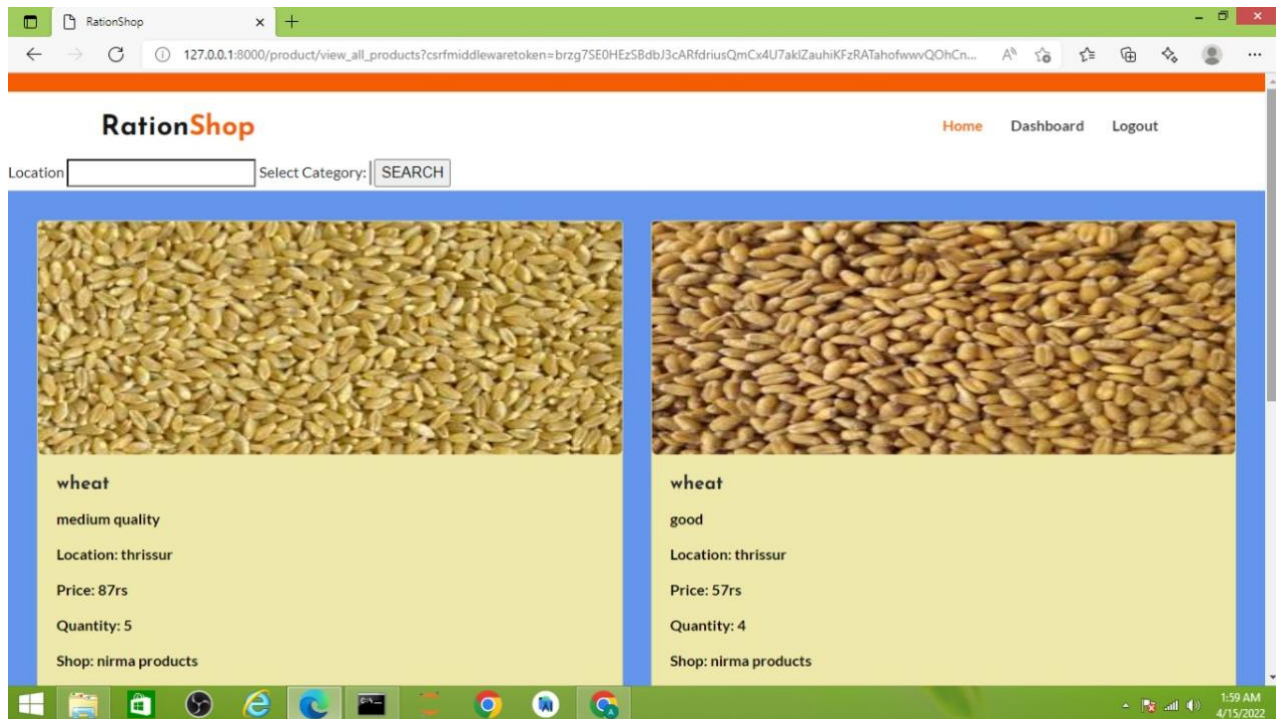 RationShop
127.0.0.1:8000/product/view_all_products?csrfmiddlewaretoken=brzg7SE0HEzSBdbJ3cARfdriusQmCx4U7aklZauhiKFzRATahofwwvQOhCn...
RationShop
Home Dashboard Logout
Location Select Category: SEARCH
wheat
medium quality
Location: thrissur
Price: 87rs
Quantity: 5
Shop: nirma products
wheat
good
Location: thrissur
Price: 57rs
Quantity: 4
Shop: nirma products
1:59 AM
4/15/2022